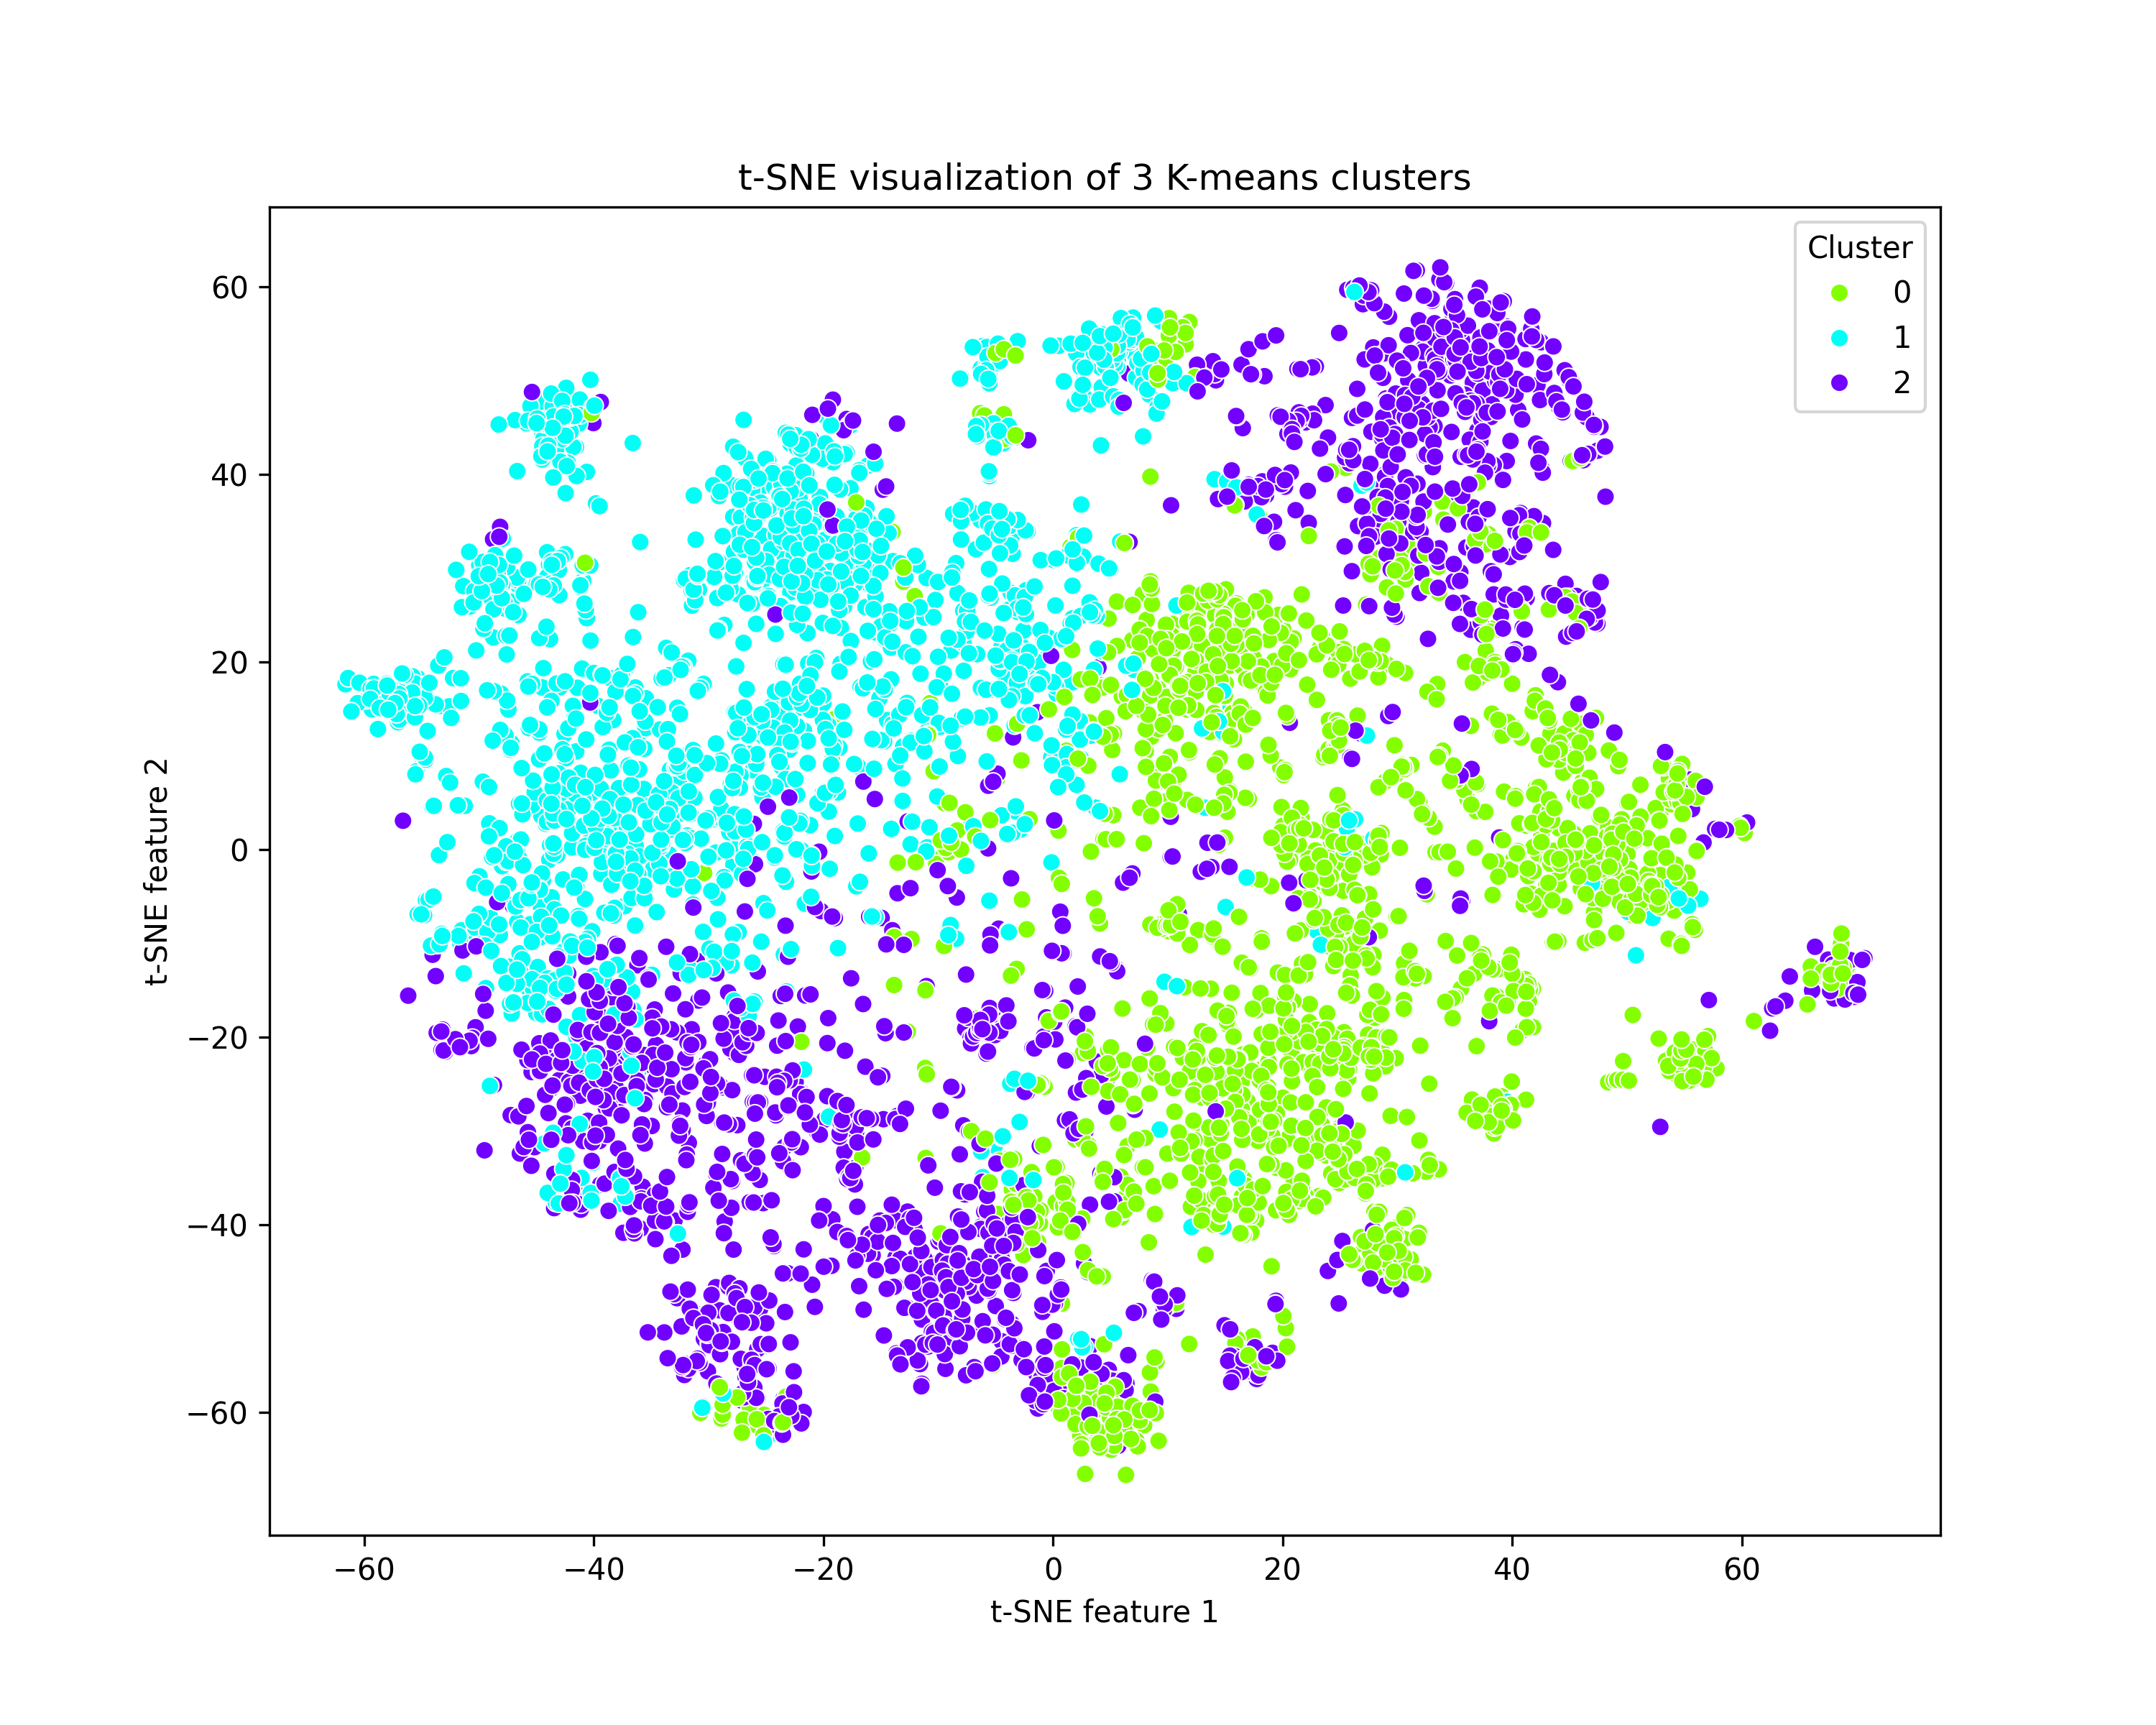 t-SNE visualization of 3 K-means clusters
Cluster
0
1
2
60
40
20
0
−20
−40
−60
t-SNE feature 2
−60 −40 −20 0 20 40 60
t-SNE feature 1